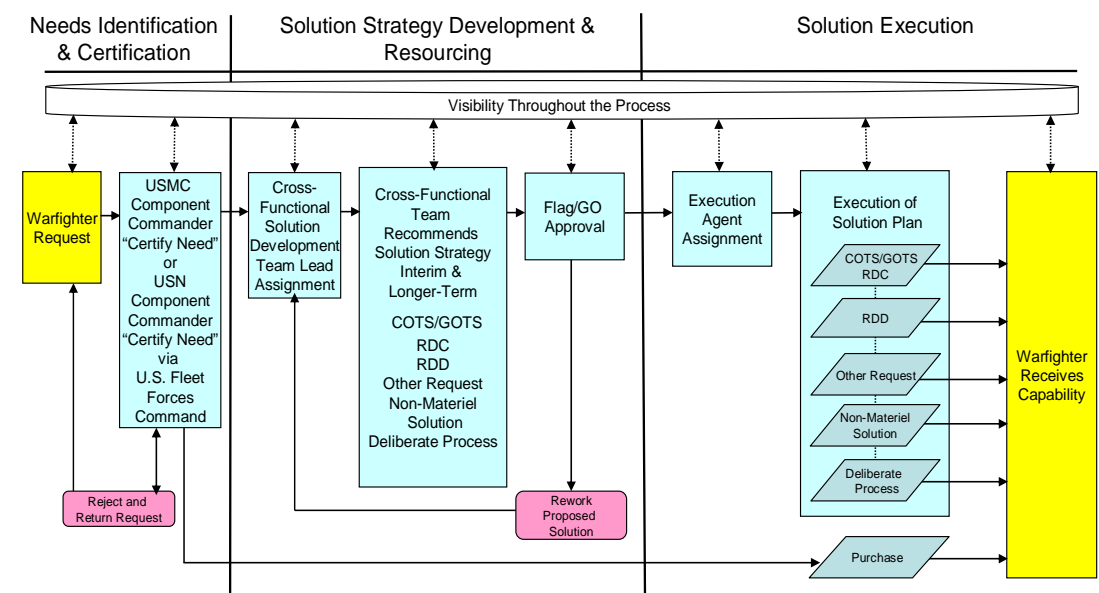 Needs Identification
& Certification
Solution Strategy Development &
Resourcing
Solution Execution
Visibility Throughout the Process
Warfighter
Request
USMC
Component
Commander
“Certify Need”
or
USN
Component
Commander
“Certify Need”
via
U.S. Fleet
Forces
Command
Reject and
Return Request
Cross-
Functional
Solution
Development
Team Lead
Assignment
Cross-Functional
Team
Recommends
Solution Strategy
Interim &
Longer-Term
COTS/GOTS
RDC
RDD
Other Request
Non-Materiel
Solution
Deliberate Process
Flag/GO
Approval
Rework
Proposed
Solution
Execution
Agent
Assignment
Execution of
Solution Plan
COTS/GOTS
RDC
RDD
Other Request
Non-Materiel
Solution
Deliberate
Process
Purchase
Warfighter
Receives
Capability